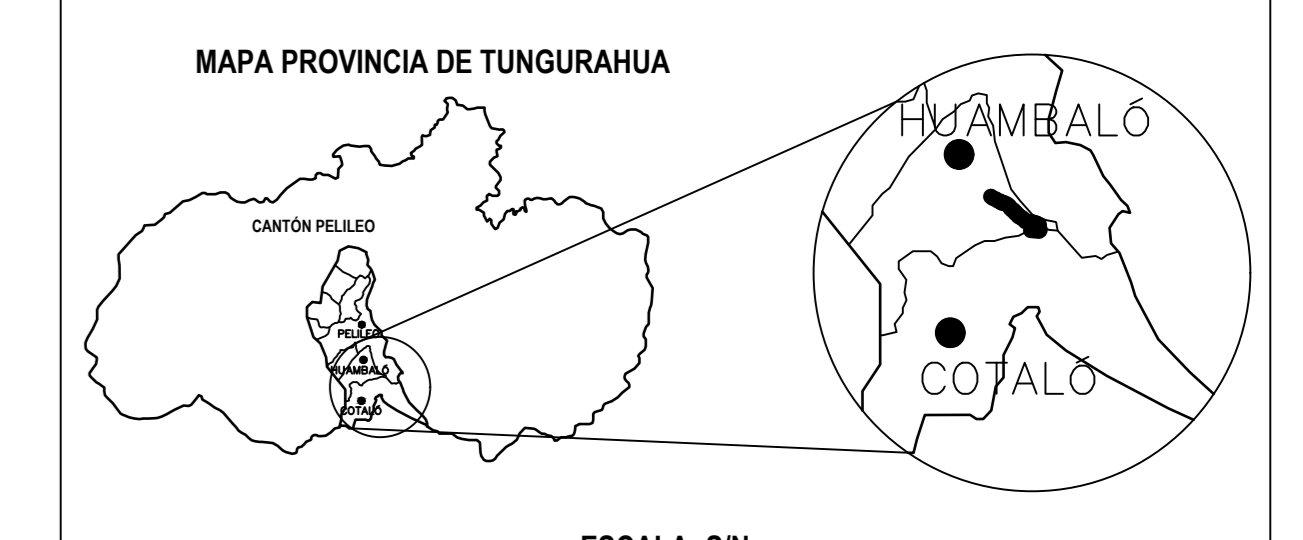 MAPA PROVINCIA DE TUNGURAHUA
HUAMBALÓ
CANTÓN PELILEO
PELILEO
HUAMBALÓ
COTALÓ
COTALÓ